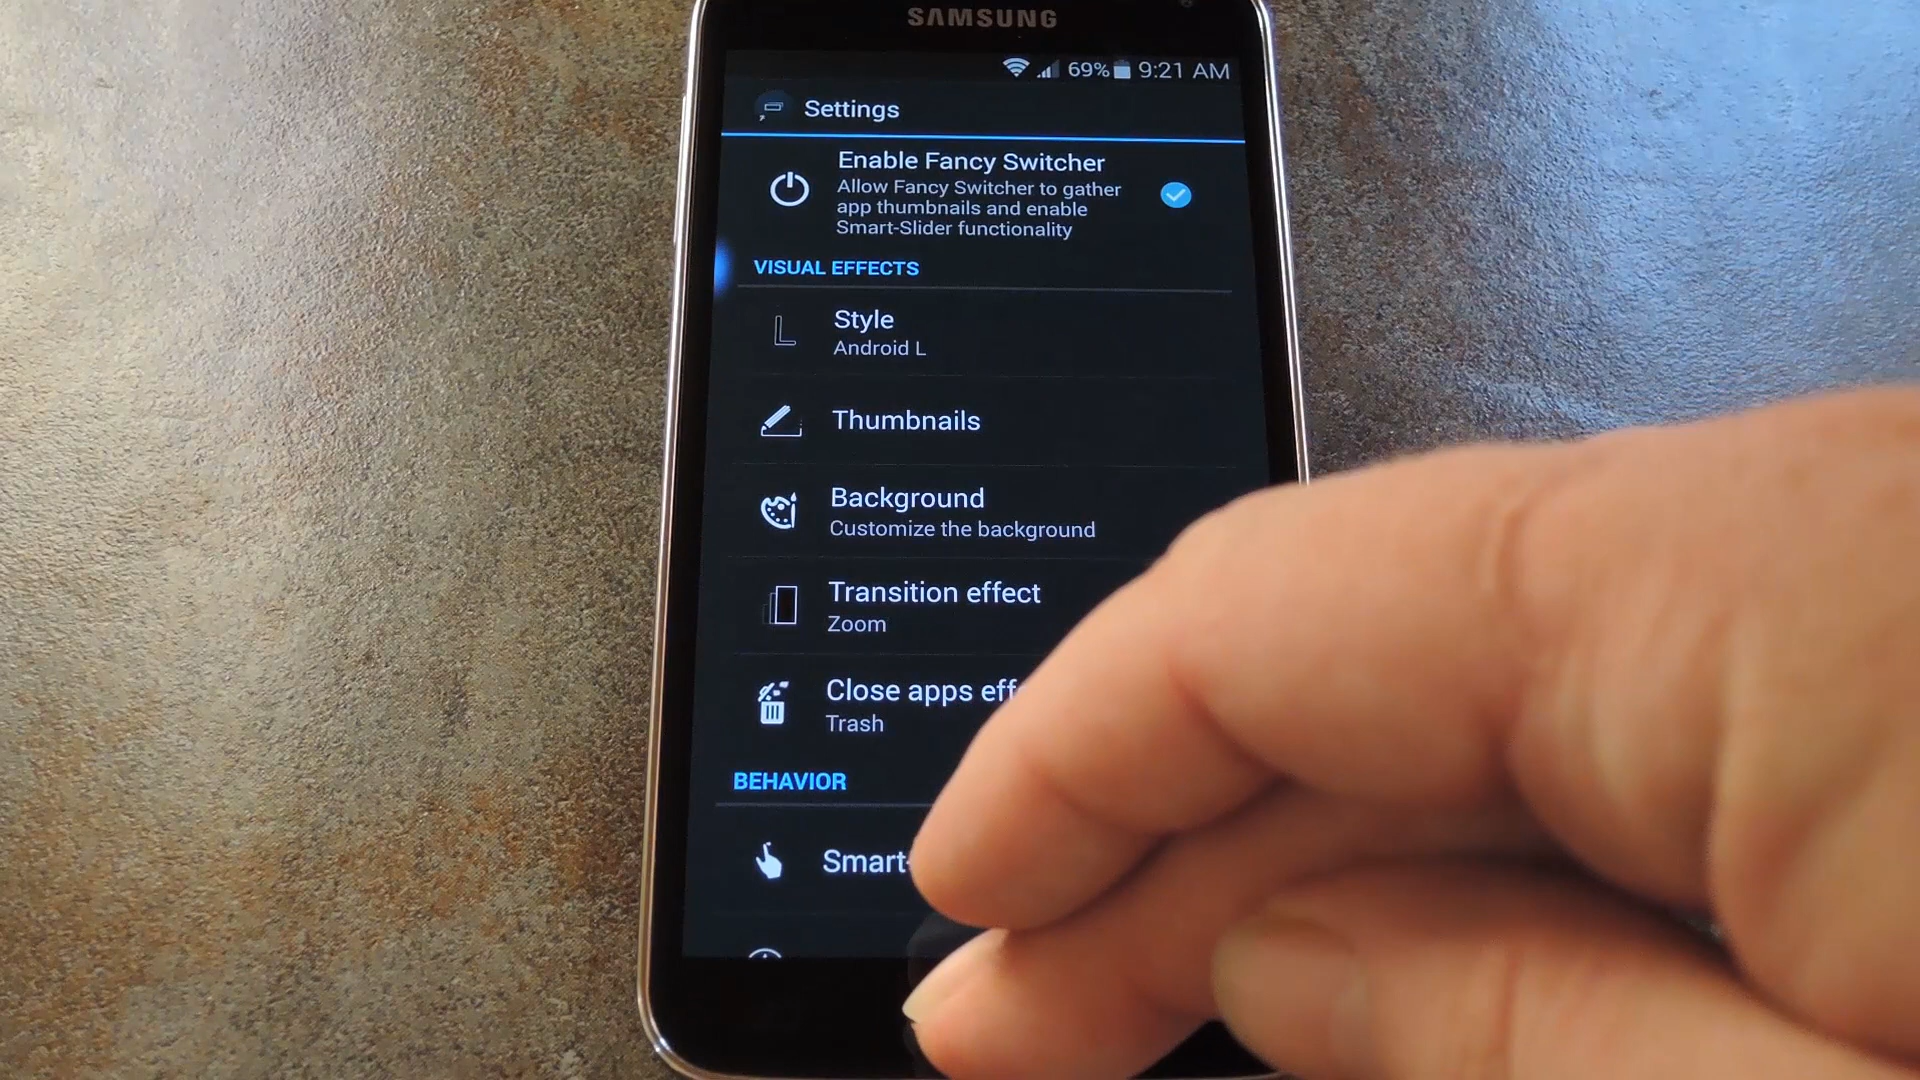 SAMSUNG
69% 9:21 AM
Settings
Enable Fancy Switcher
Allow Fancy Switcher to gather
app thumbnails and enable
Smart-Slider functionality
VISUAL EFFECTS
Style
Android L
Thumbnails
Background
Customize the background
Transition effect
Zoom
Close apps
Trash
BEHAVIOR
Smart-